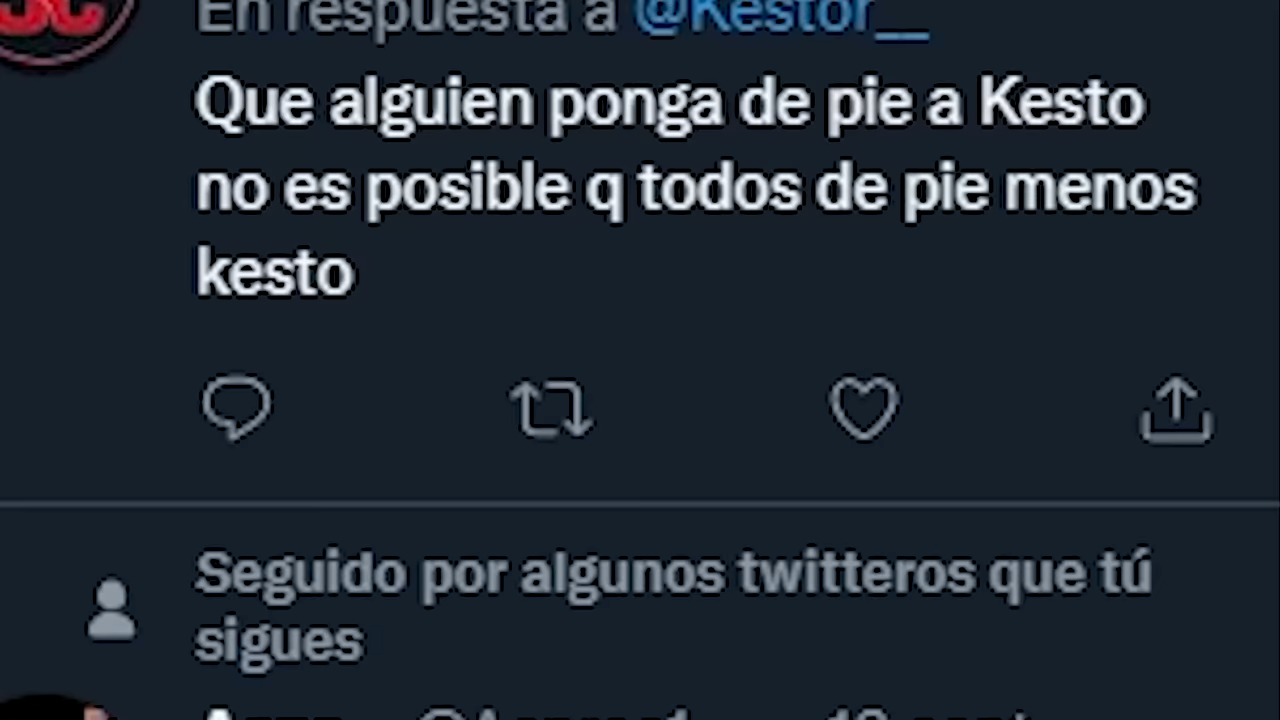 En respuesta a @Kestor__
Que alguien ponga de pie a Kesto
no es posible q todos de pie menos
kesto
Seguido por algunos twitteros que tú
sigues